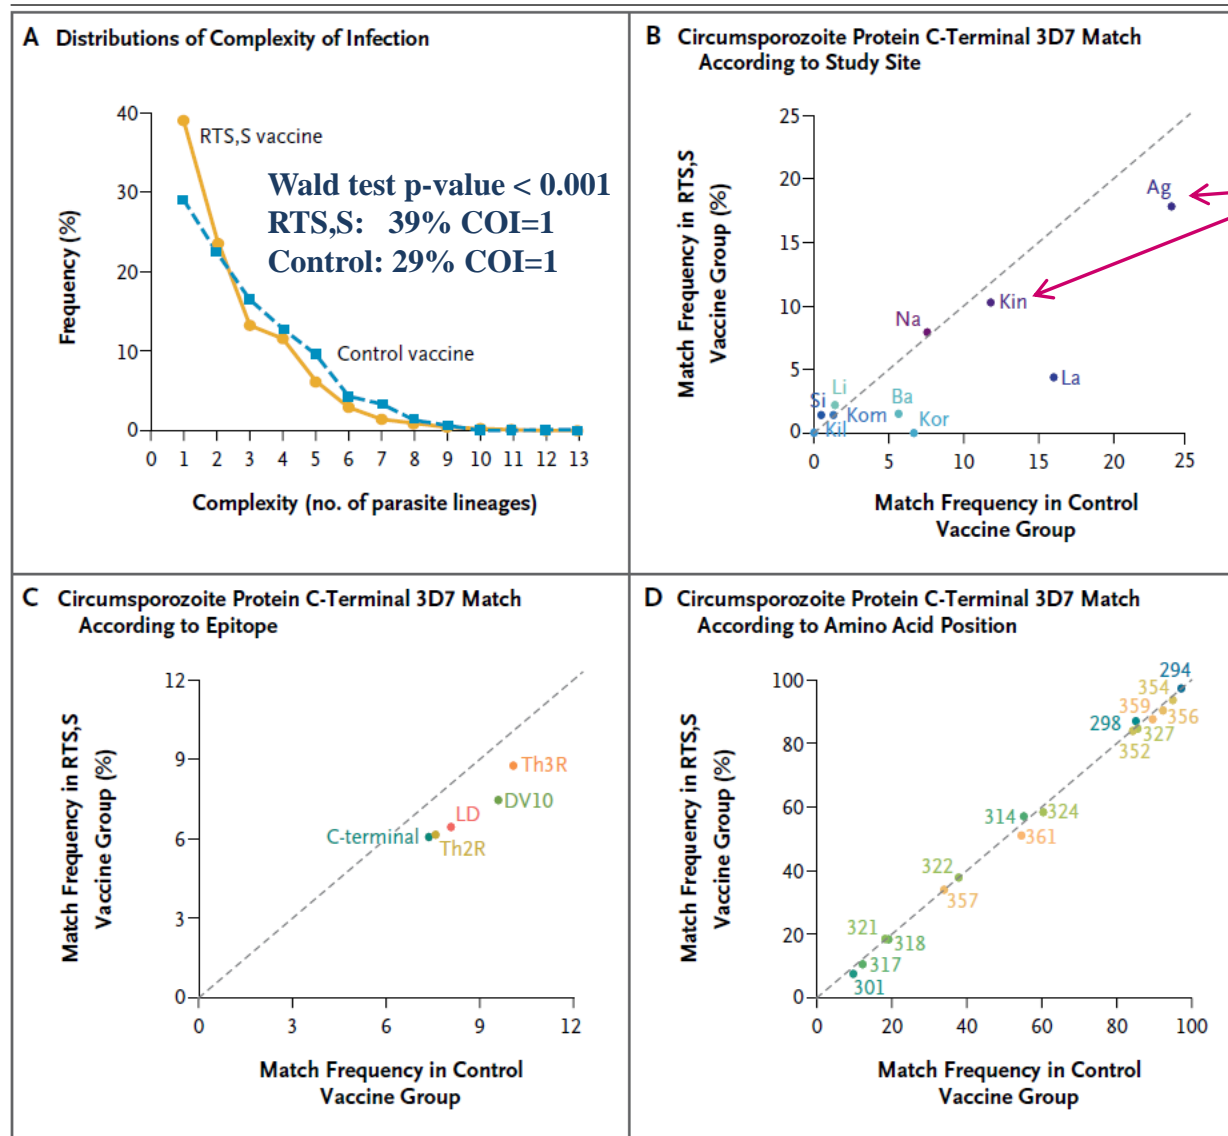 A Distributions of Complexity of Infection
40
30
20
10
0
Frequency (%)
RTS,S vaccine
Wald test p-value < 0.001
RTS,S: 39% COI=1
Control: 29% COI=1
Control vaccine
0 1 2 3 4 5 6 7 8 9 10 11 12 13
Complexity (no. of parasite lineages)
B Circumsporozoite Protein C-Terminal 3D7 Match
According to Study Site
25
20
15
10
5
0
Match Frequency in RTS,S
Vaccine Group (%)
Ag
Kin
Na
La
Li
Si
Ba
Kom
Kor
Kil
0 5 10 15 20 25
Match Frequency in Control
Vaccine Group
C Circumsporozoite Protein C-Terminal 3D7 Match
According to Epitope
12
9
6
3
0
Match Frequency in RTS,S
Vaccine Group (%)
Th3R
DV10
LD
C-terminal
Th2R
0 3 6 9 12
Match Frequency in Control
Vaccine Group
D Circumsporozoite Protein C-Terminal 3D7 Match
According to Amino Acid Position
100
80
60
40
20
0
Match Frequency in RTS,S
Vaccine Group (%)
294
354
359
356
298
327
352
314
324
361
322
357
321
318
317
301
0 20 40 60 80 100
Match Frequency in Control
Vaccine Group